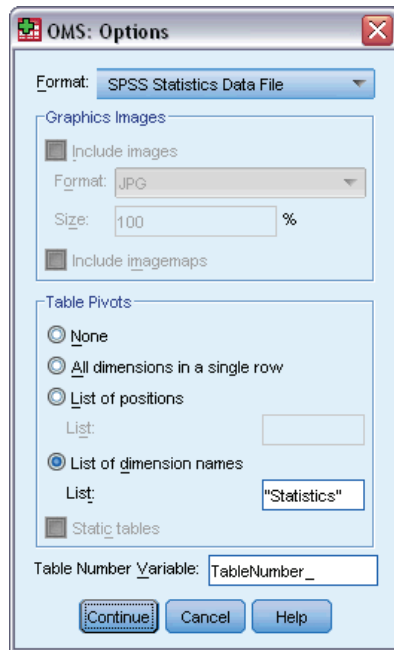 OMS: Options
Format: SPSS Statistics Data File
Graphics Images
Include images
Format: JPG
Size: 100 %
Include imagemaps
Table Pivots
None
All dimensions in a single row
List of positions
List:
List of dimension names
List: "Statistics"
Static tables
Table Number Variable: TableNumber_
Continue Cancel Help